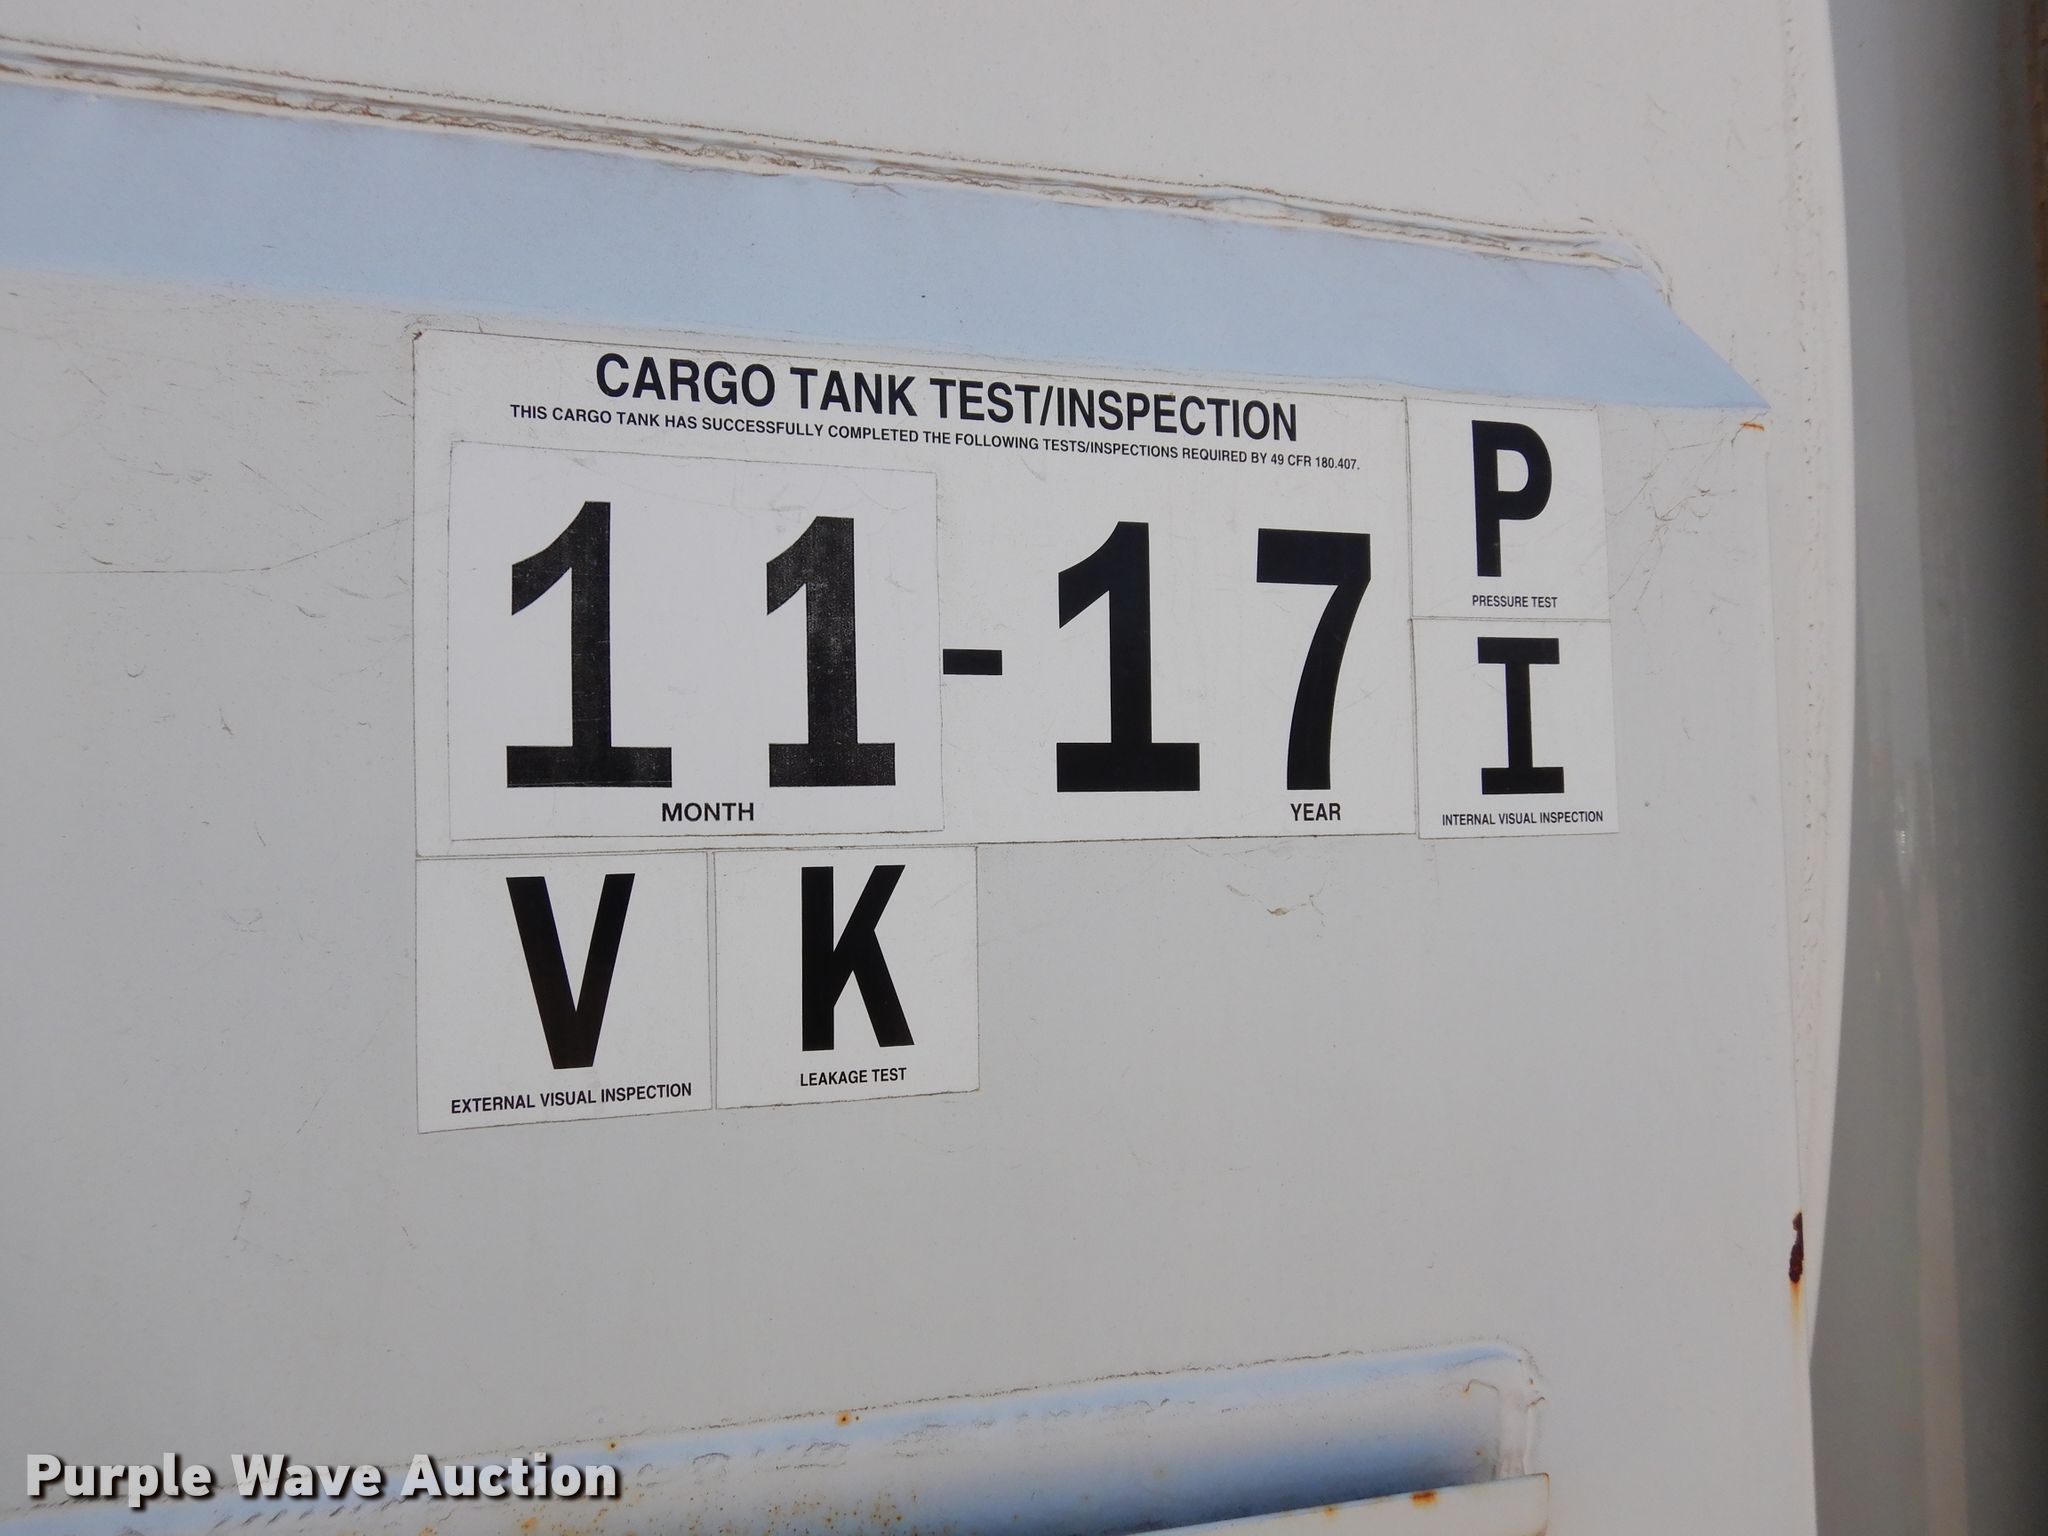 CARGO TANK TEST/INSPECTION
THIS CARGO TANK HAS SUCCESSFULLY COMPLETED THE FOLLOWING TESTS/INSPECTIONS REQUIRED BY 49 CFR 180.407.
11-17
MONTH YEAR
P
PRESSURE TEST
I
INTERNAL VISUAL INSPECTION
V
EXTERNAL VISUAL INSPECTION
K
LEAKAGE TEST
Purple Wave Auction